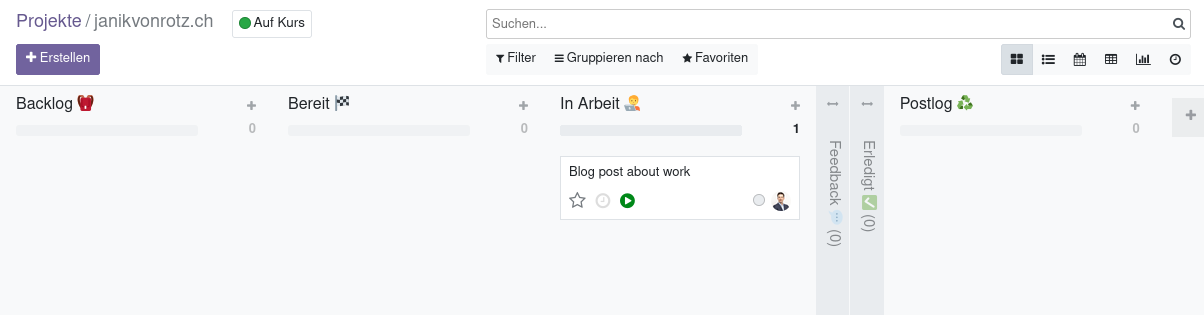 Projekte / janikvonrotz.ch
Auf Kurs
Suchen...
Erstellen
Filter
Gruppieren nach
Favoriten
Backlog
0
Bereit
0
In Arbeit
1
Blog post about work
Feedback (0)
Erledigt (0)
Postlog
0